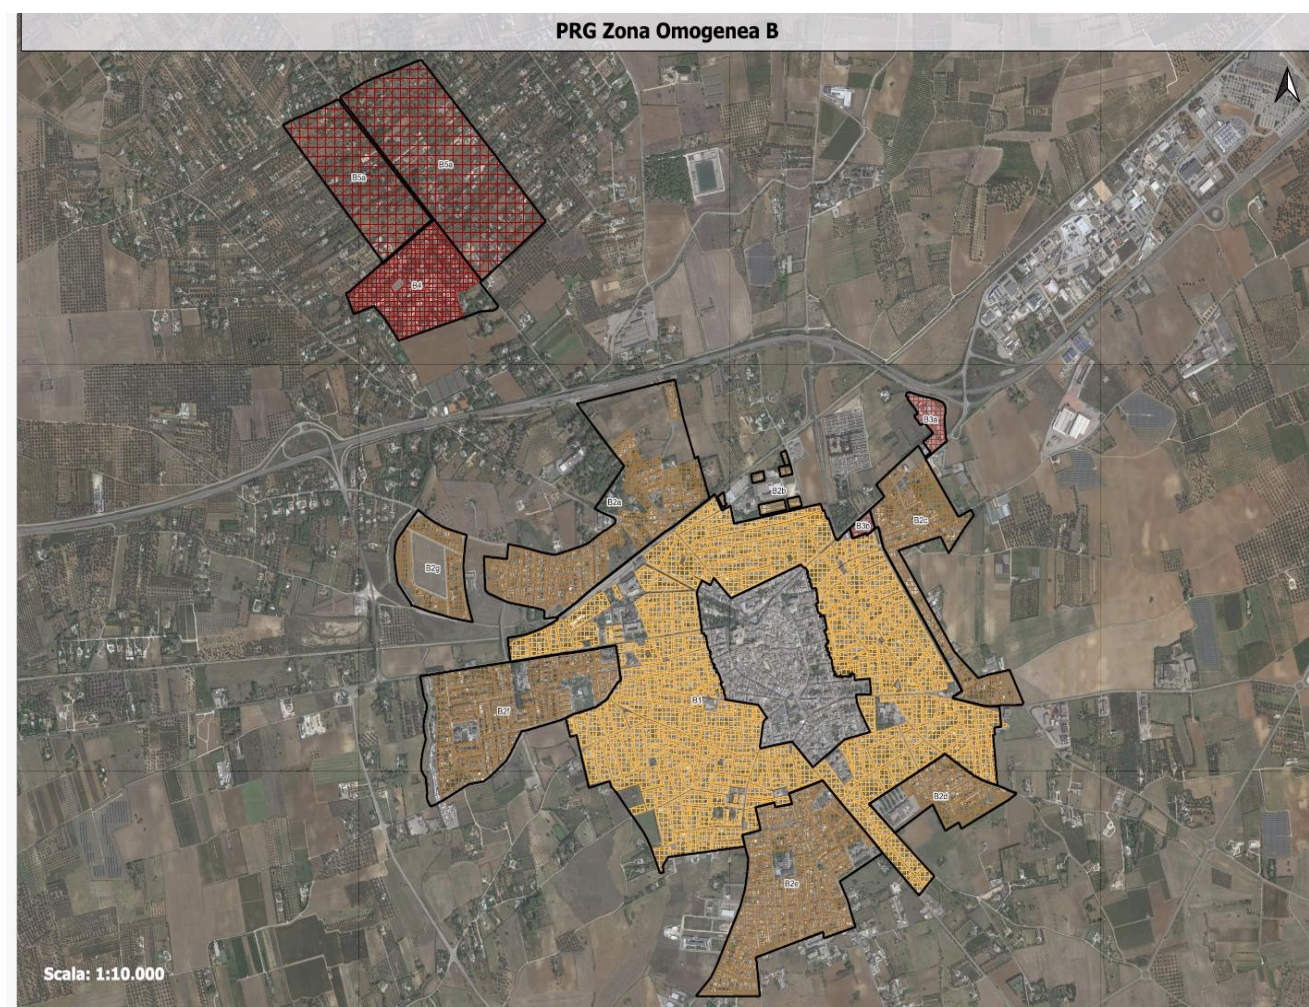 PRG Zona Omogenea B
B5a
B5a
B4
B3a
B2b
B2a
B2c
B3b
B2g
B1
B2f
B2d
B2e
Scala: 1:10.000